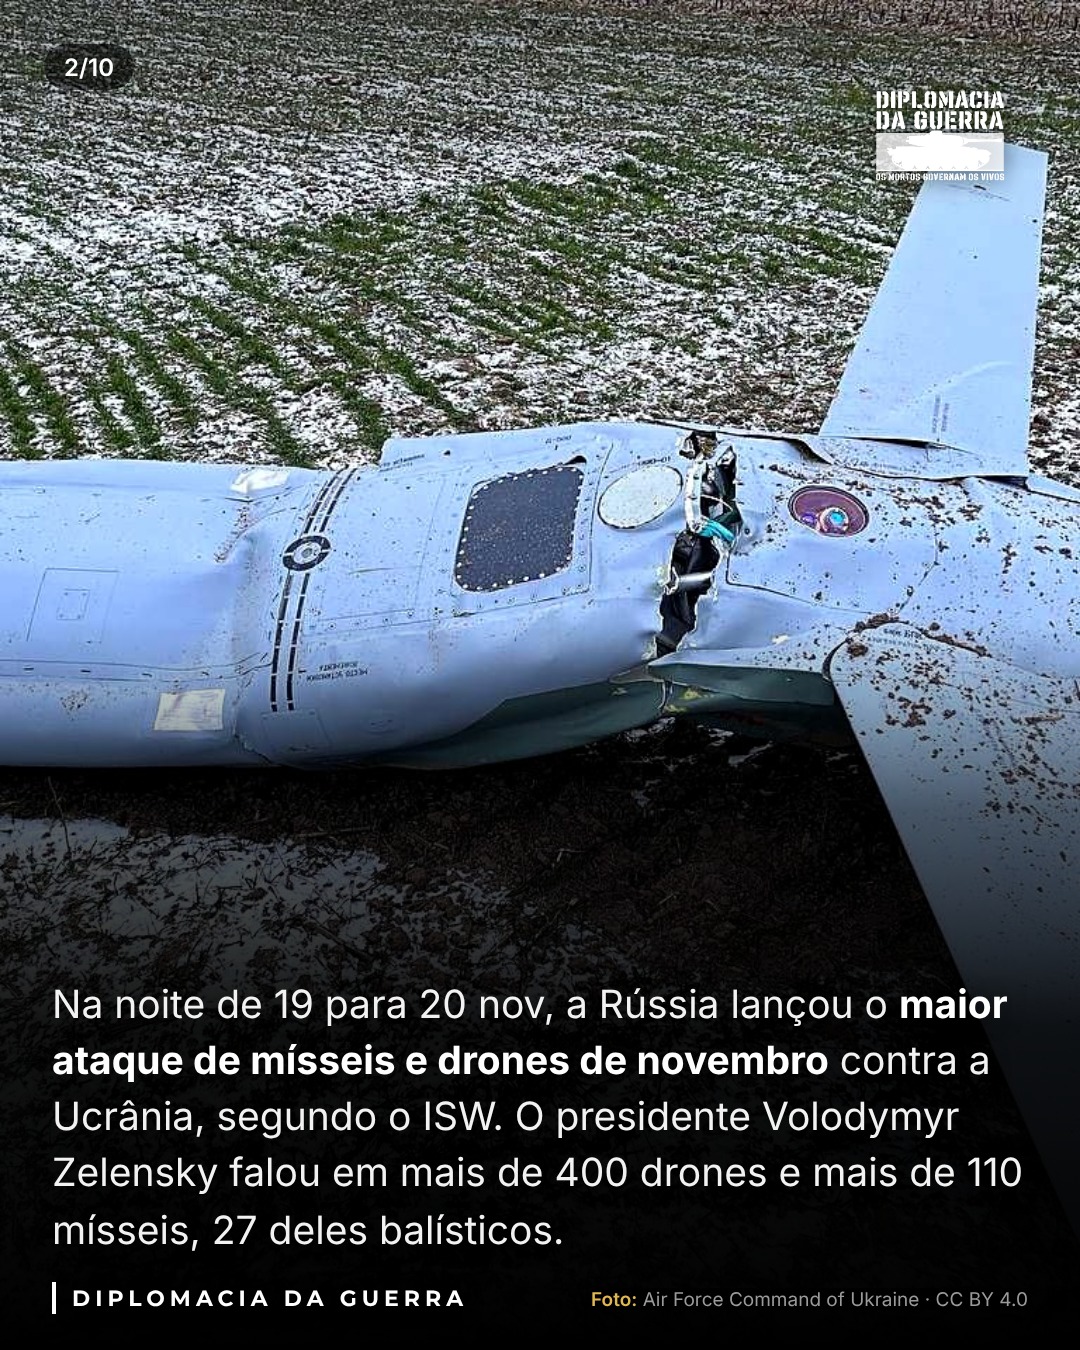 2/10
DIPLOMACIA
DA GUERRA
OS MORTOS GOVERNAM OS VIVOS
МЕСТО УСТАНОВКИ
Na noite de 19 para 20 nov, a Rússia lançou o maior
ataque de mísseis e drones de novembro contra a
Ucrânia, segundo o ISW. O presidente Volodymyr
Zelensky falou em mais de 400 drones e mais de 110
mísseis, 27 deles balísticos.
DIPLOMACIA DA GUERRA
Foto: Air Force Command of Ukraine · CC BY 4.0